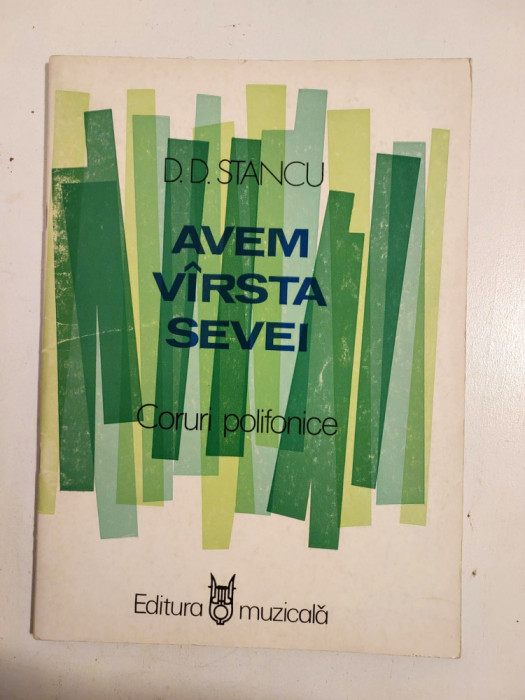 D. D. STANCU
AVEM
VÎRSTA
SEVEI
Coruri polifonice
Editura muzicală